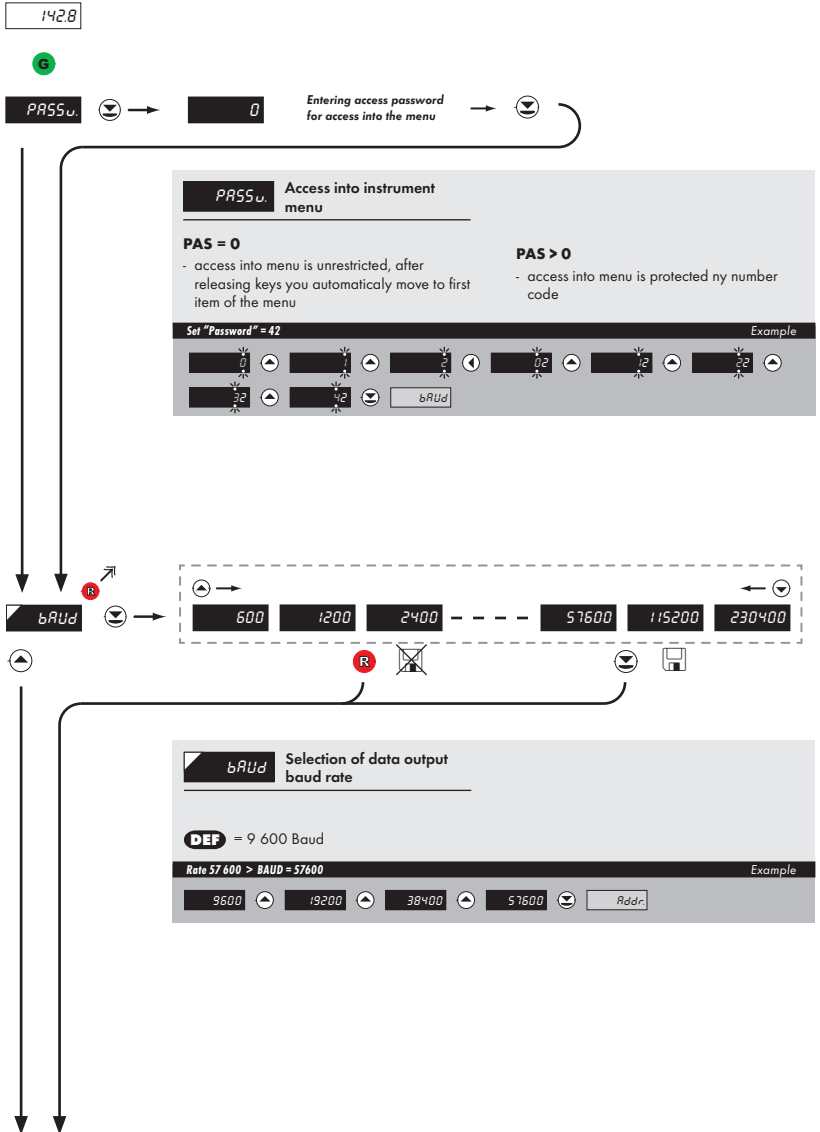 142.8
G
PASSw. 0 Entering access password
for access into the menu
PASSw. Access into instrument
menu
PAS = 0
- access into menu is unrestricted, after
releasing keys you automaticaly move to first
item of the menu
PAS > 0
- access into menu is protected ny number
code
Set "Password" = 42 Example
0 1 2 02 12 22
32 42 bAUd
R
bAUd 600 1200 2400 57600 115200 230400
R
bAUd Selection of data output
baud rate
DEF = 9 600 Baud
Rate 57 600 > BAUD = 57600 Example
9600 19200 38400 57600 Addr.